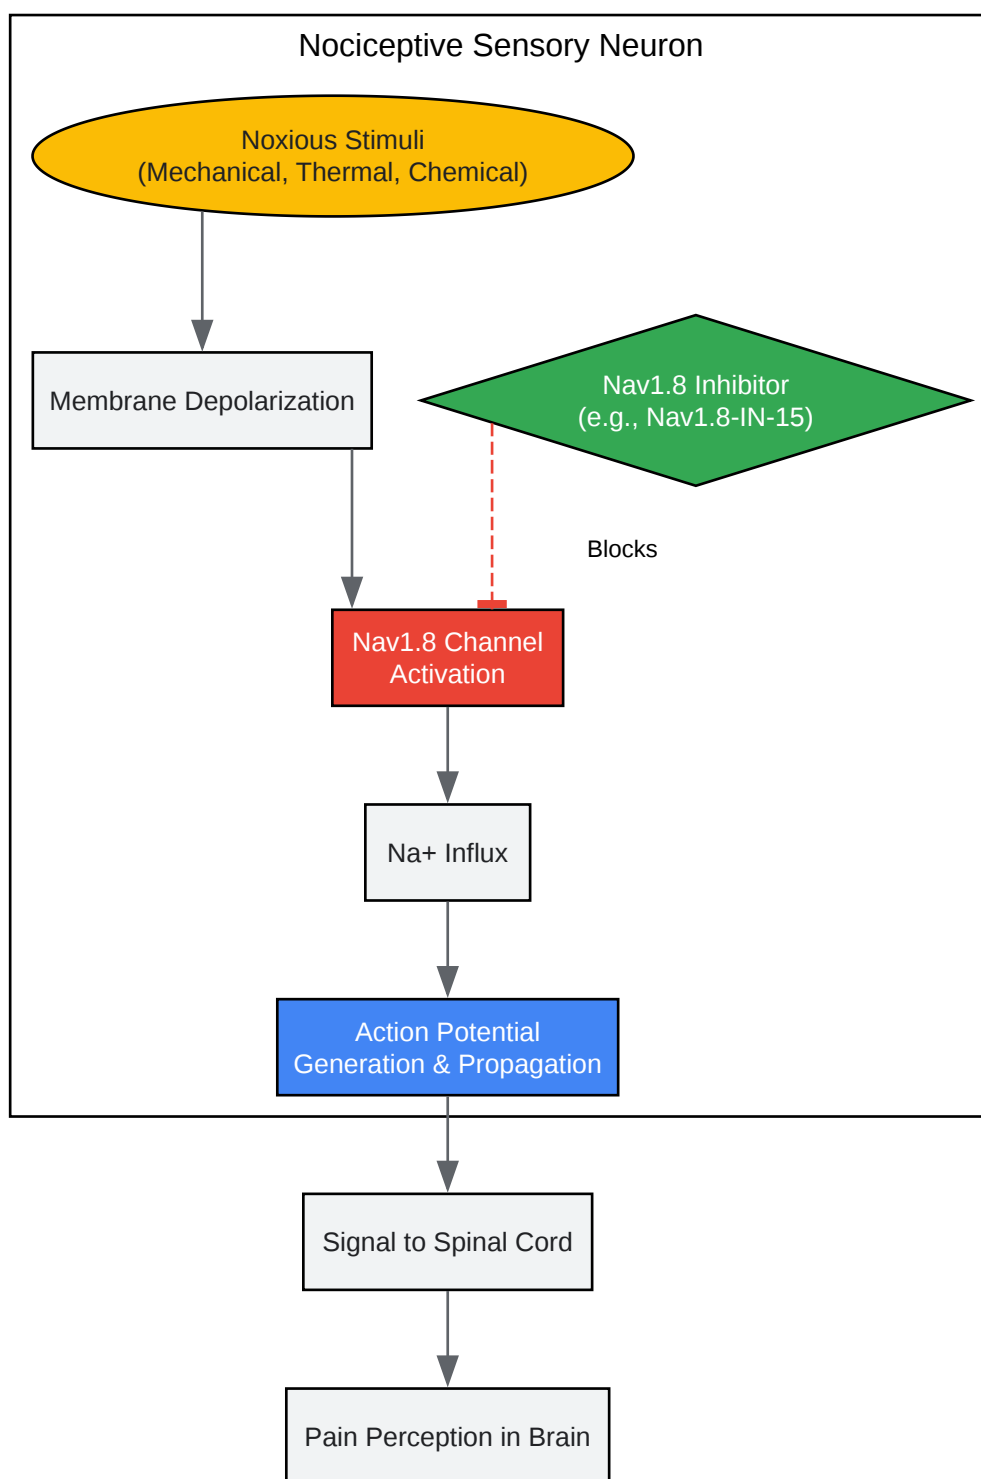 Nociceptive Sensory Neuron
Noxious Stimuli
(Mechanical, Thermal, Chemical)
Membrane Depolarization
Nav1.8 Inhibitor
(e.g., Nav1.8-IN-15)
Blocks
Nav1.8 Channel
Activation
Na+ Influx
Action Potential
Generation & Propagation
Signal to Spinal Cord
Pain Perception in Brain